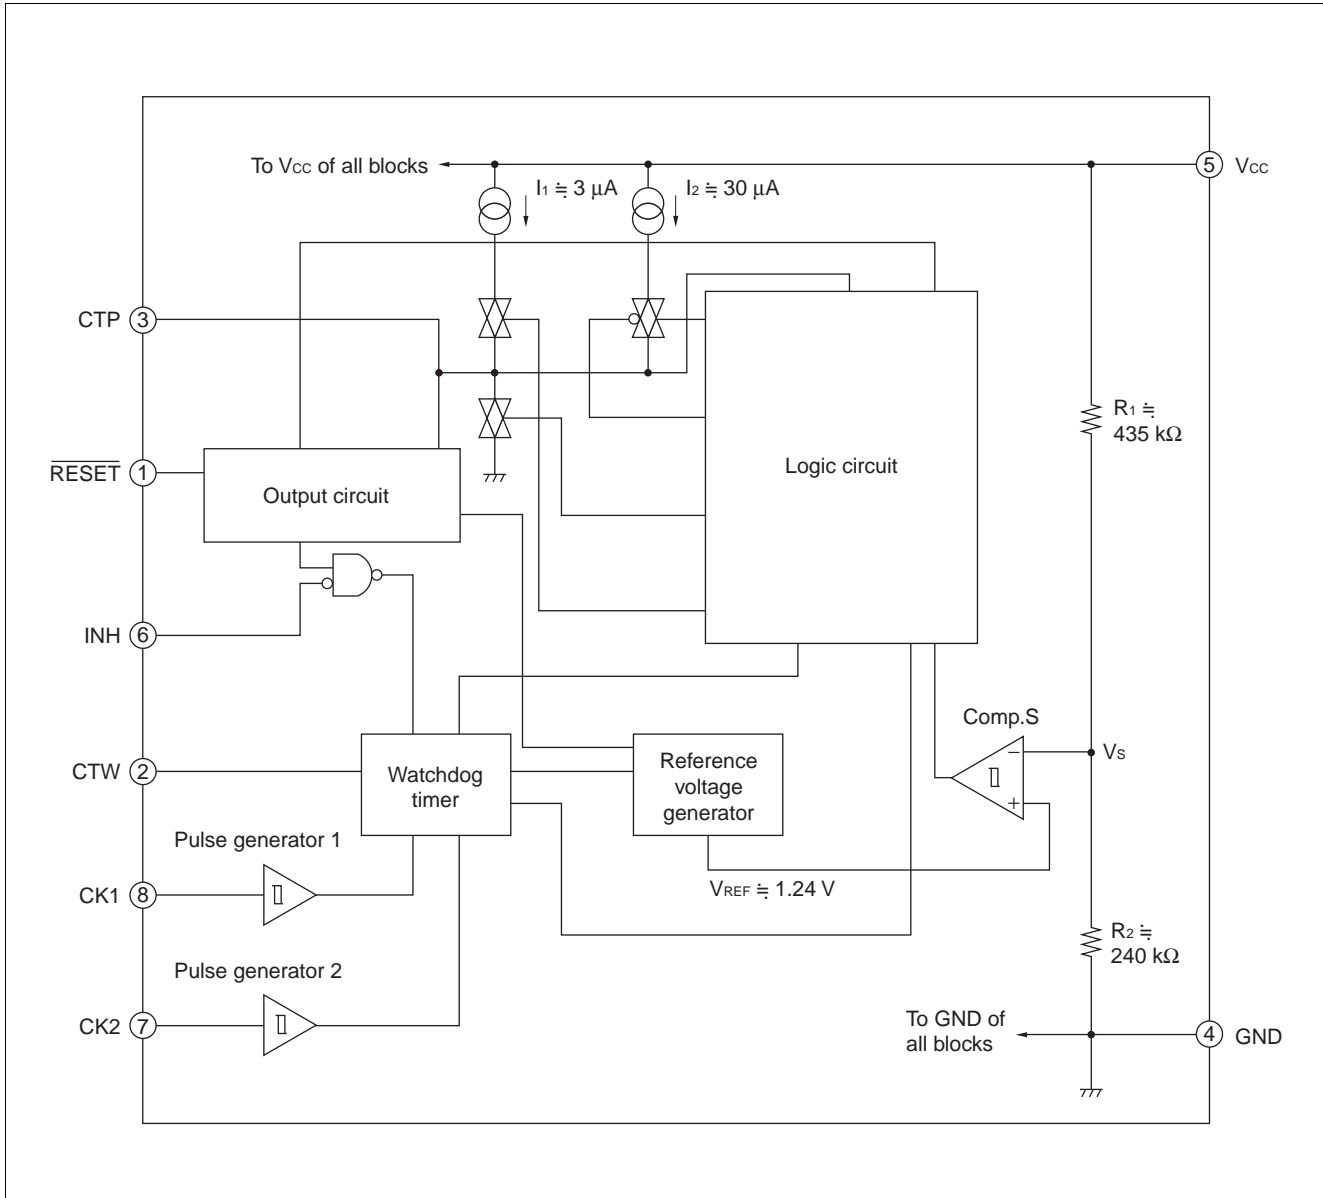 To VCC of all blocks
I1 ≒ 3 μA
I2 ≒ 30 μA
5
VCC
CTP
3
R1 ≒
435 kΩ
RESET
1
Output circuit
Logic circuit
INH
6
Comp.S
−
VS
CTW
2
Watchdog
timer
Reference
voltage
generator
+
Pulse generator 1
CK1
8
VREF ≒ 1.24 V
R2 ≒
240 kΩ
Pulse generator 2
CK2
7
To GND of
all blocks
4
GND